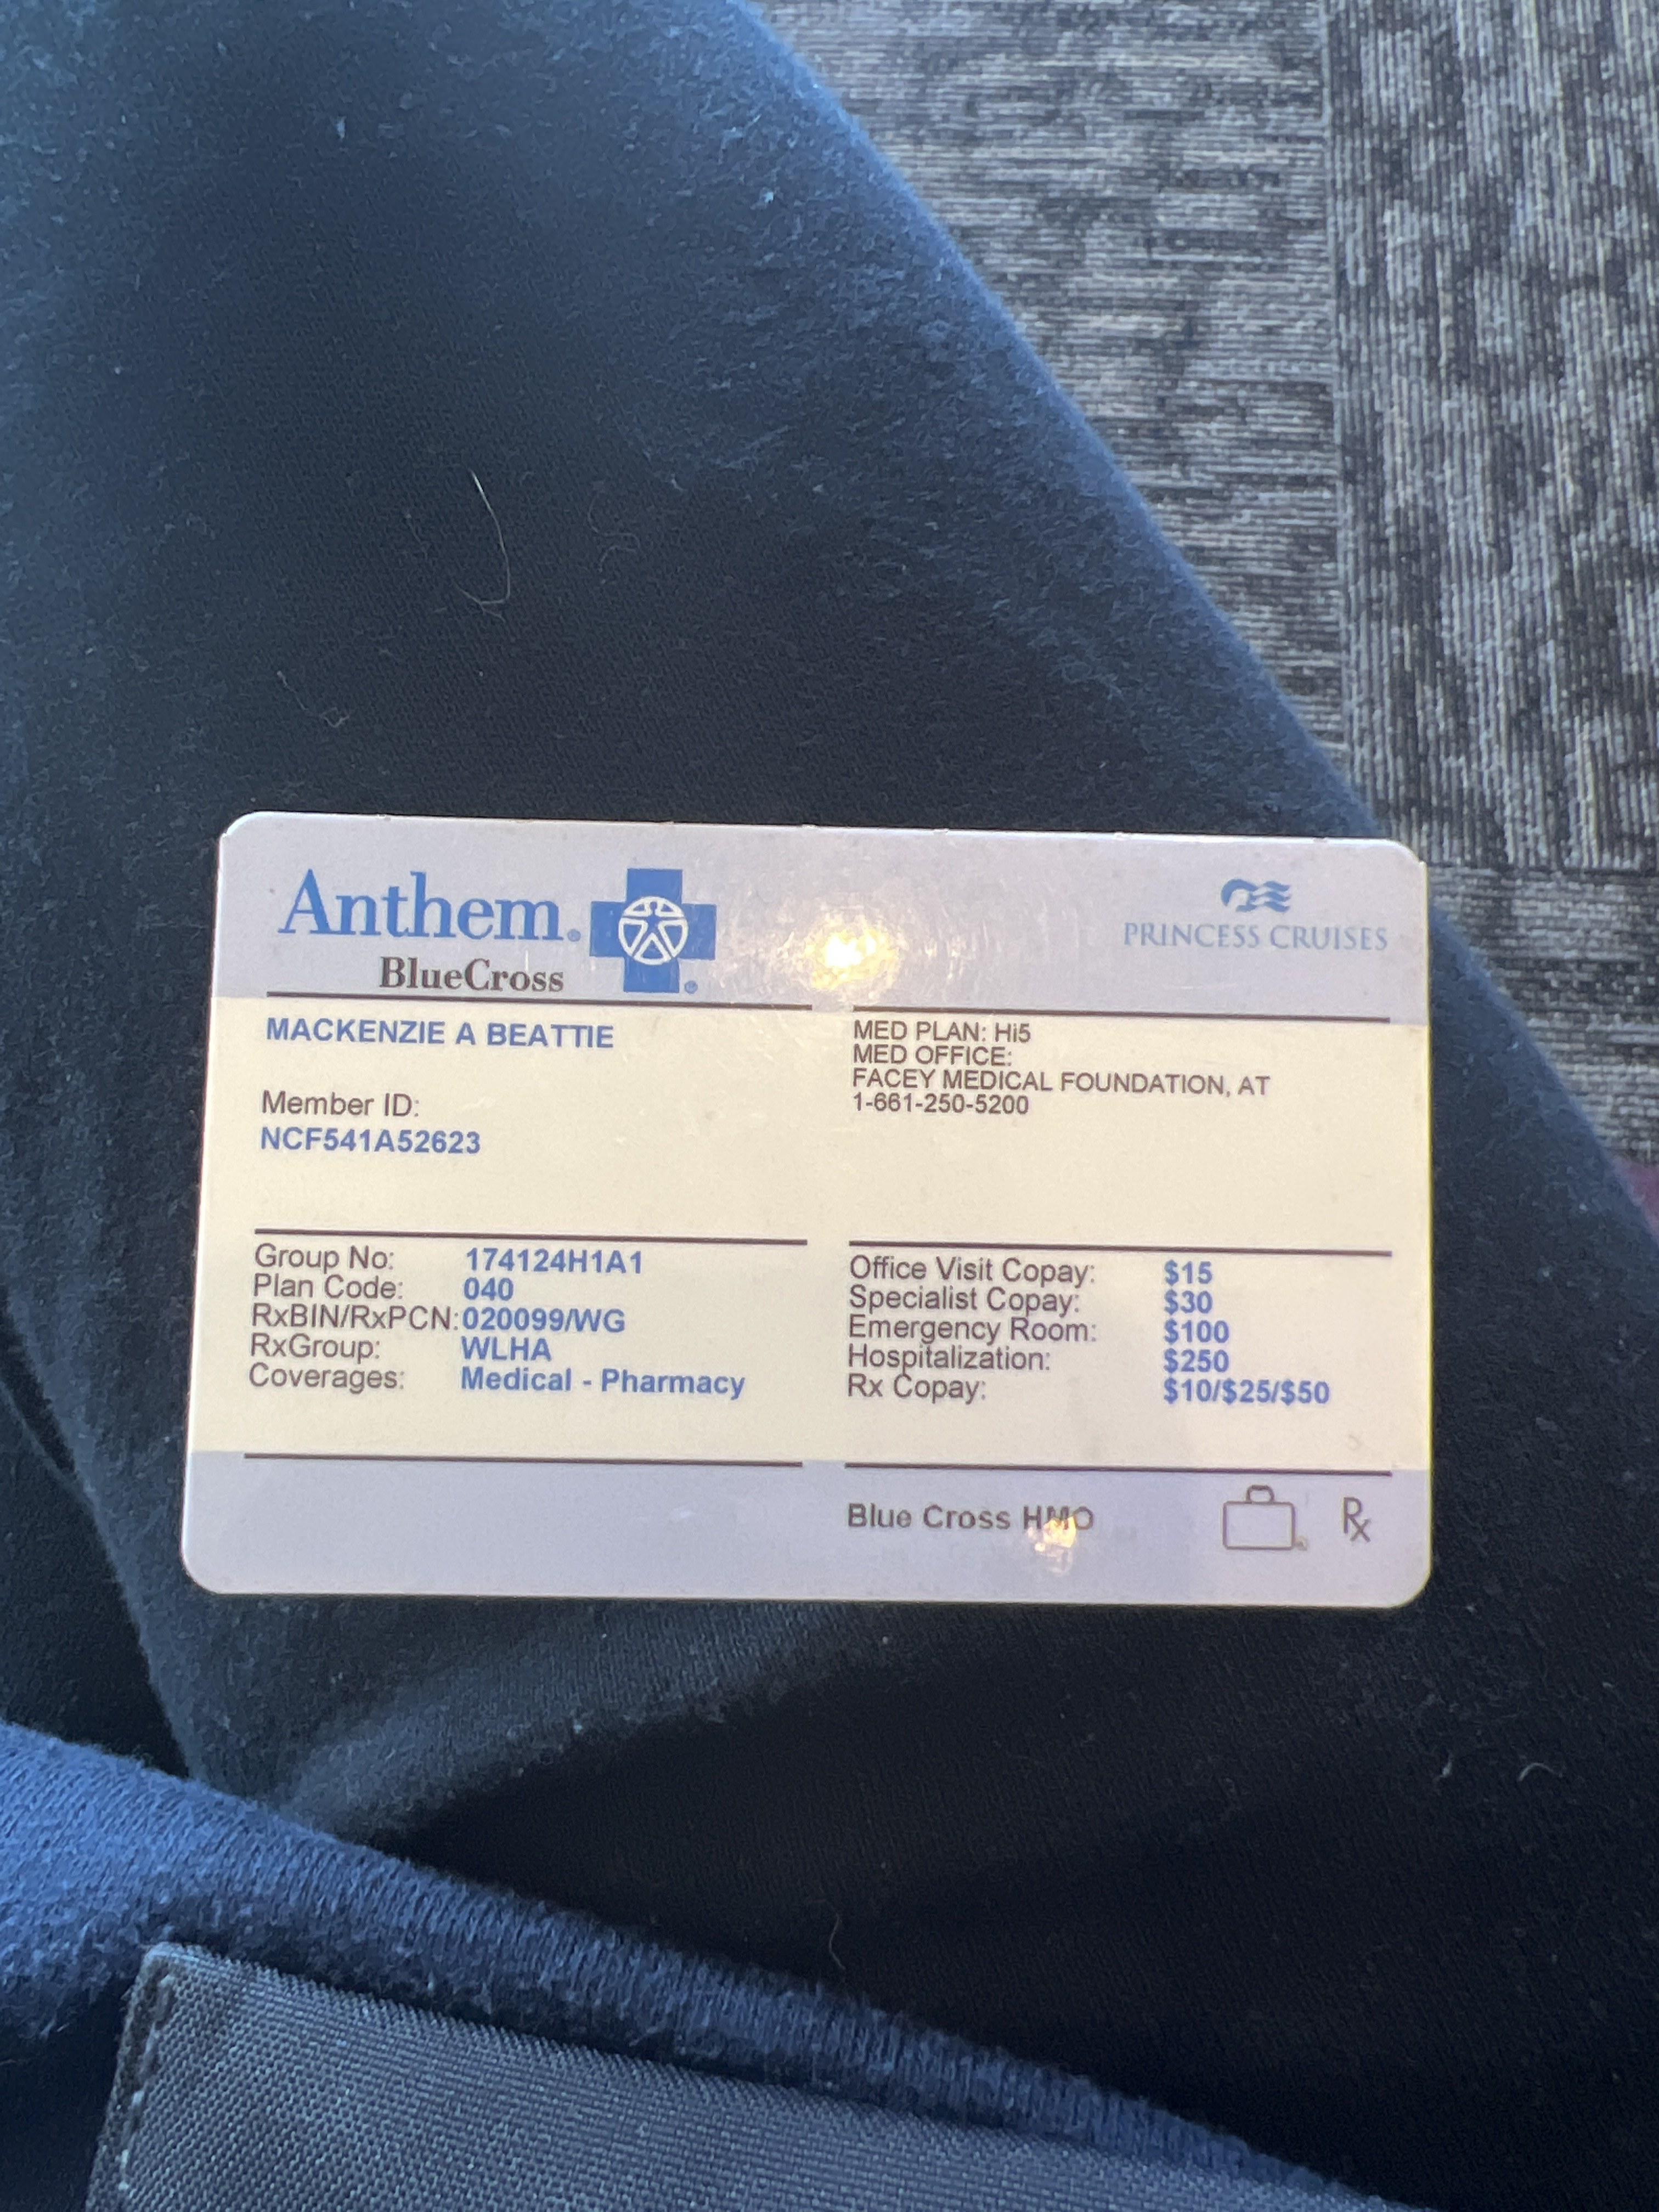 Anthem®
BlueCross
PRINCESS CRUISES
MACKENZIE A BEATTIE
Member ID:
NCF541A52623
MED PLAN: Hi5
MED OFFICE:
FACEY MEDICAL FOUNDATION, AT
1-661-250-5200
Group No: 174124H1A1
Plan Code: 040
RxBIN/RxPCN: 020099/WG
RxGroup: WLHA
Coverages: Medical - Pharmacy
Office Visit Copay: $15
Specialist Copay: $30
Emergency Room: $100
Hospitalization: $250
Rx Copay: $10/$25/$50
Blue Cross HMO
Rx